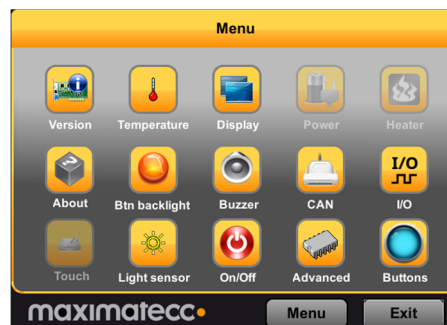 Menu
Version Temperature Display Power Heater
I/O
About Btn backlight Buzzer CAN I/O
Touch Light sensor On/Off Advanced Buttons
maximatecc Menu Exit